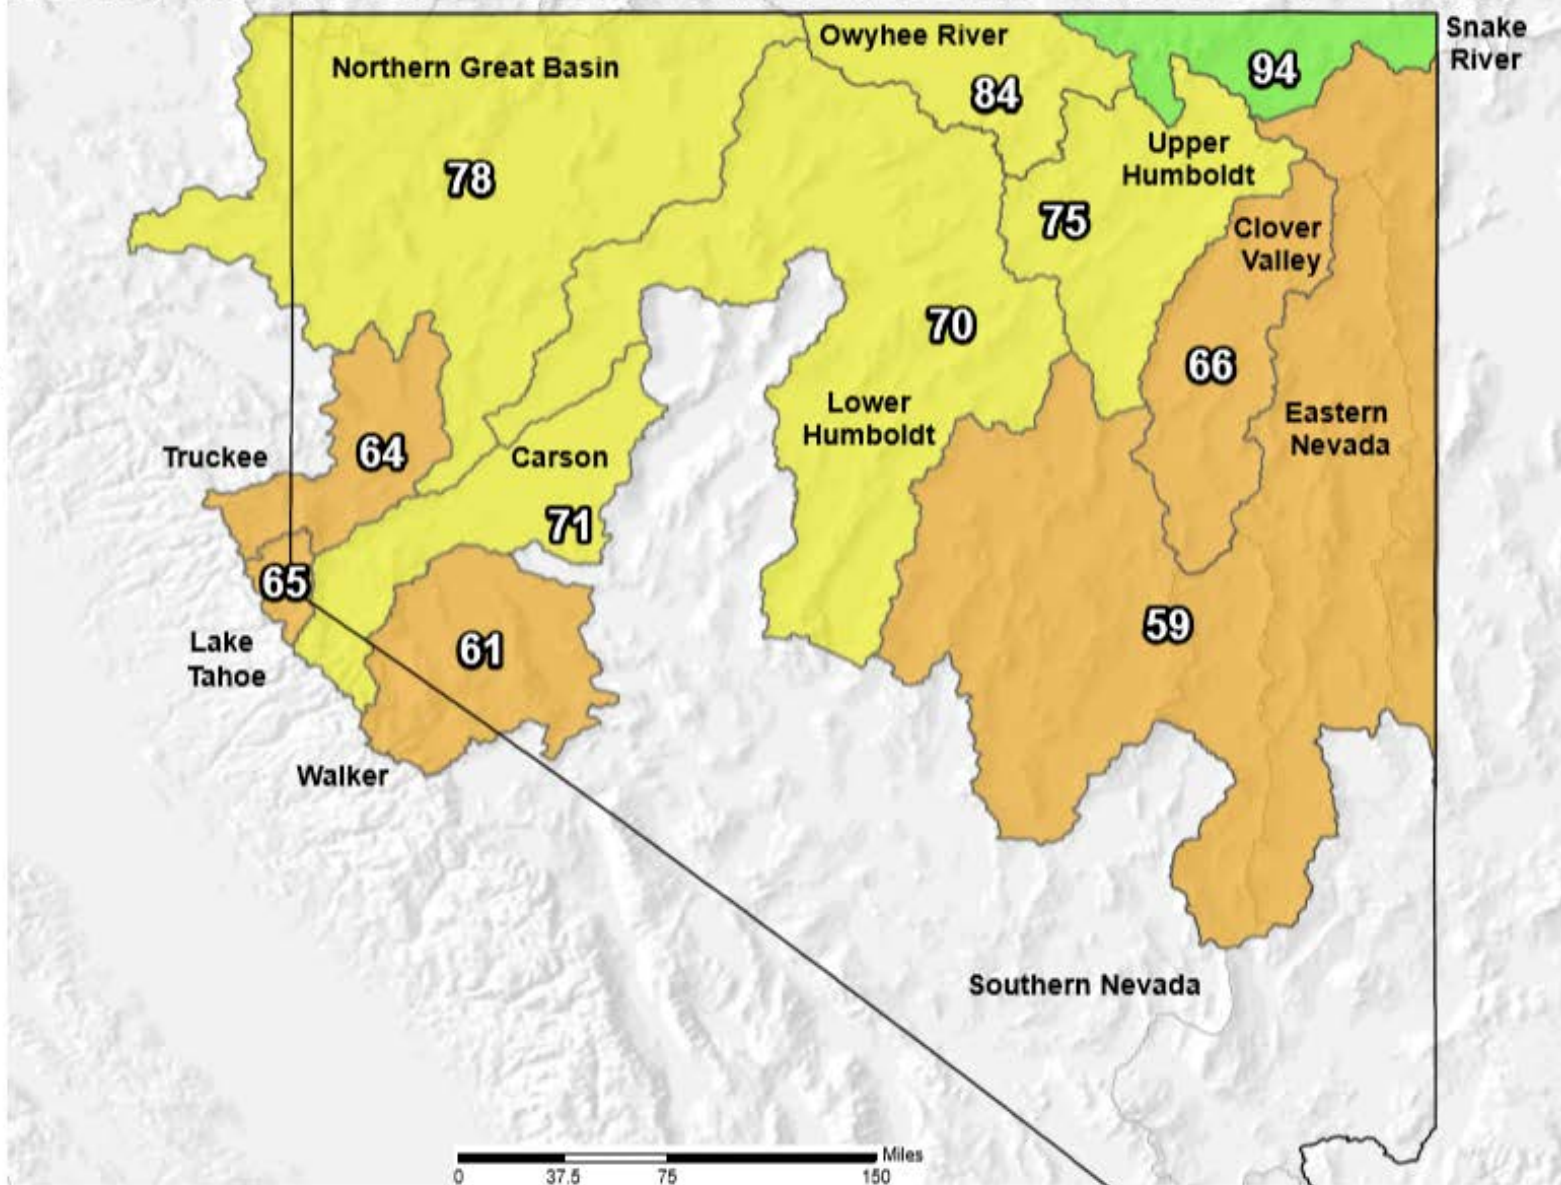 Northern Great Basin
78
Owyhee River
84
94
Snake
River
Upper
Humboldt
75
Clover
Valley
66
70
Lower
Humboldt
Eastern
Nevada
Truckee
64
Carson
71
65
Lake
Tahoe
61
59
Walker
Southern Nevada
Miles
0 37.5 75 150